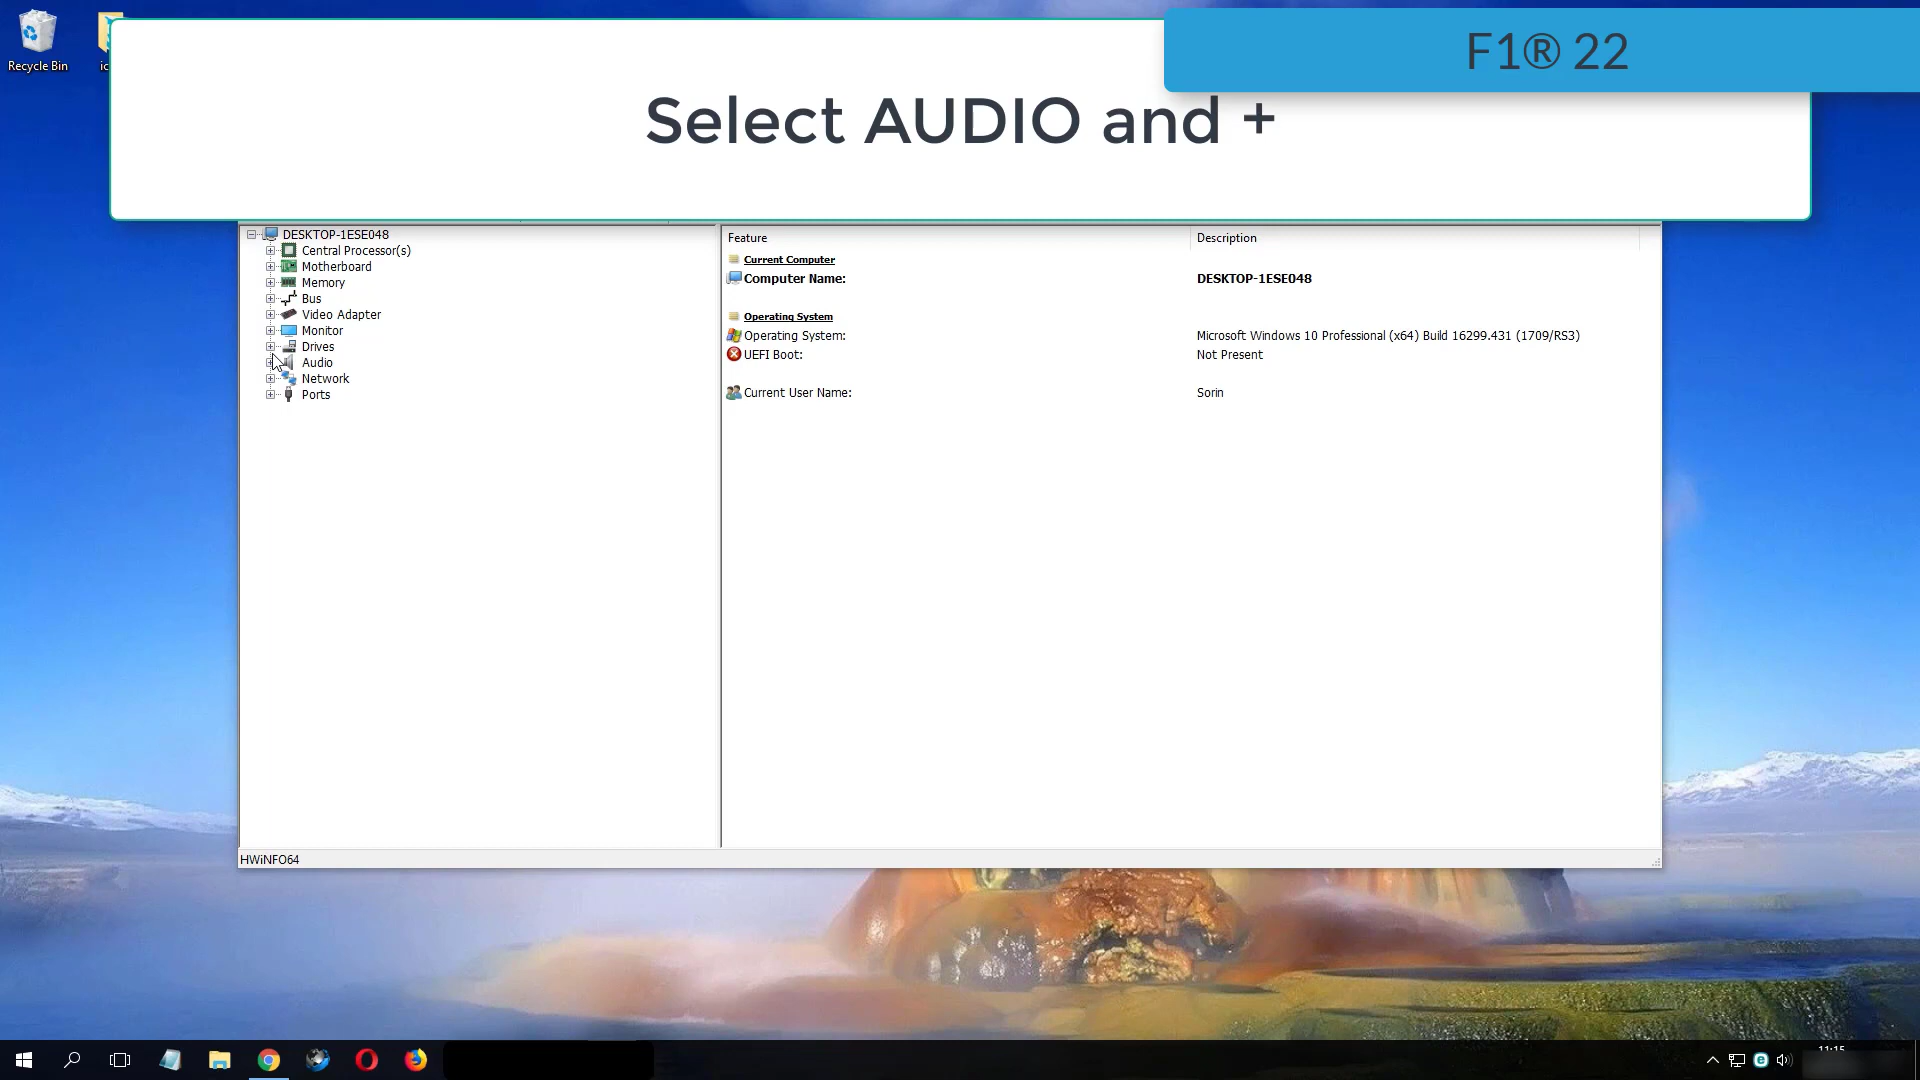 Recycle Bin
F1® 22
Select AUDIO and +
DESKTOP-1ESE048
Central Processor(s)
Motherboard
Memory
Bus
Video Adapter
Monitor
Drives
Audio
Network
Ports
Feature
Description
Current Computer
Computer Name:
DESKTOP-1ESE048
Operating System
Operating System:
Microsoft Windows 10 Professional (x64) Build 16299.431 (1709/RS3)
UEFI Boot:
Not Present
Current User Name:
Sorin
HWiNFO64
11:15